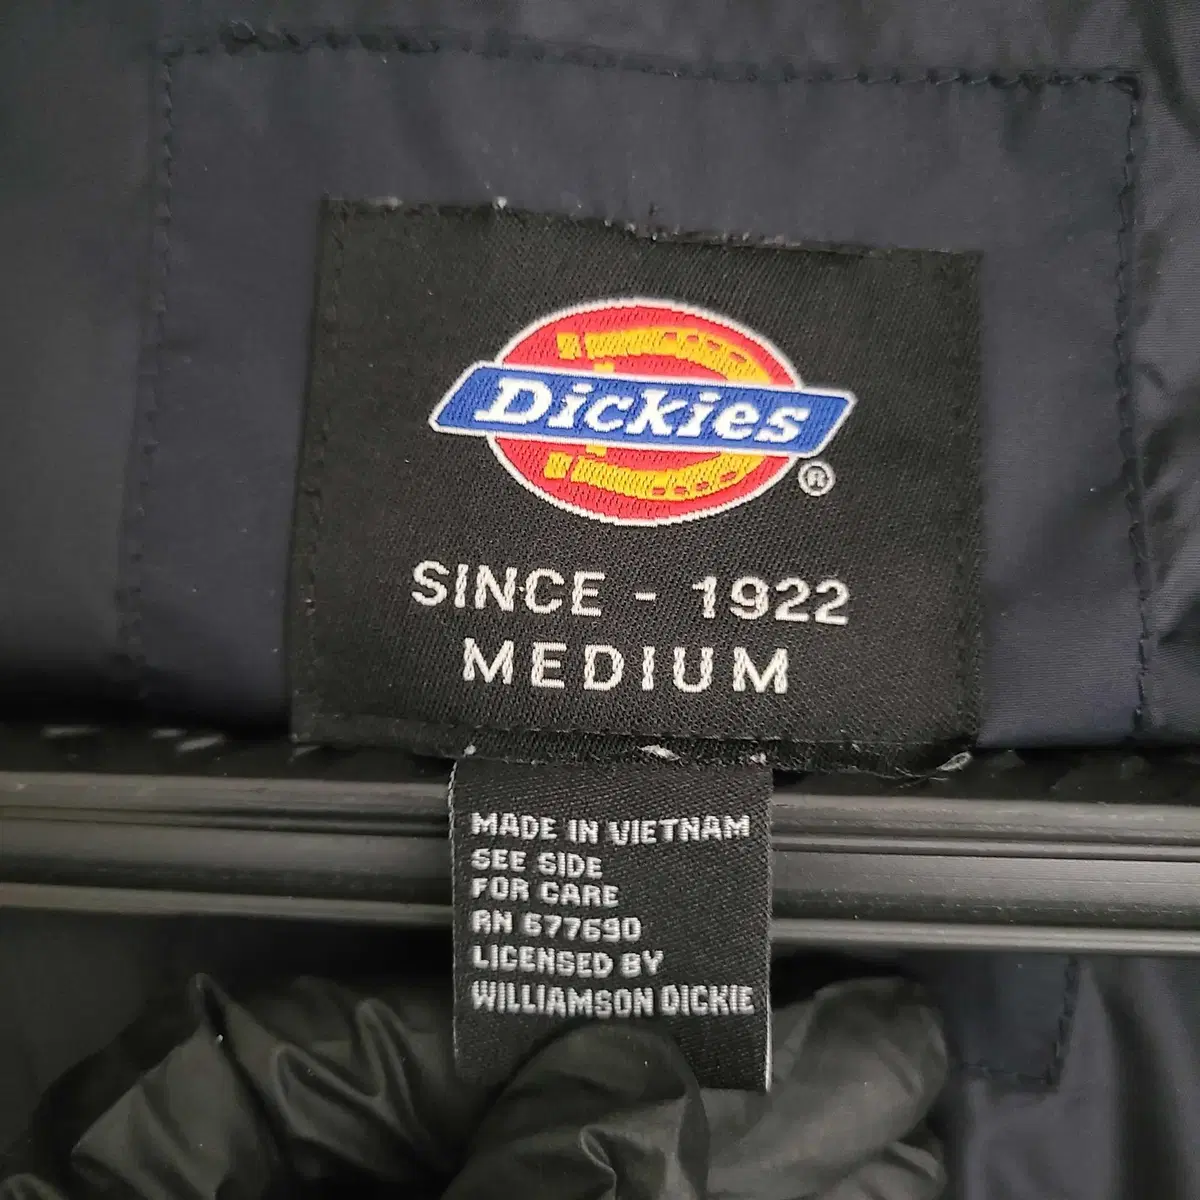 Dickies
®
SINCE - 1922
MEDIUM
MADE IN VIETNAM
SEE SIDE
FOR CARE
RN 677690
LICENSED BY
WILLIAMSON DICKIE